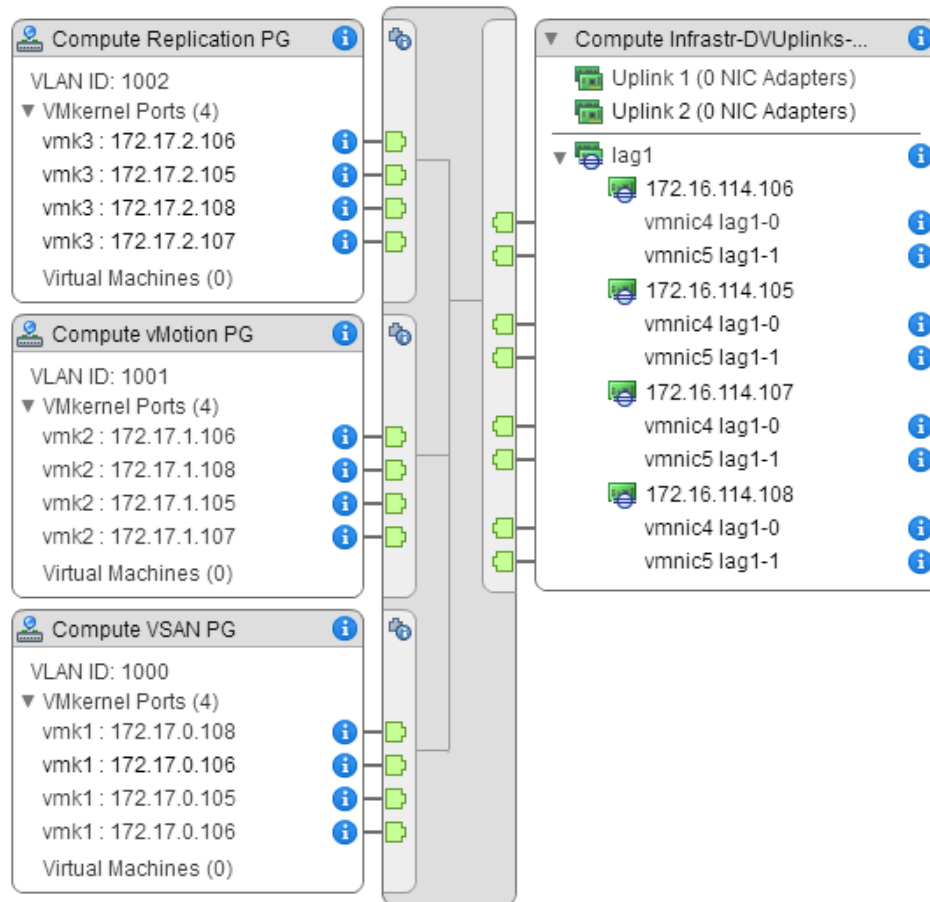 Compute Replication PG
VLAN ID: 1002
VMkernel Ports (4)
vmk3 : 172.17.2.106
vmk3 : 172.17.2.105
vmk3 : 172.17.2.108
vmk3 : 172.17.2.107
Virtual Machines (0)
Compute vMotion PG
VLAN ID: 1001
VMkernel Ports (4)
vmk2 : 172.17.1.106
vmk2 : 172.17.1.108
vmk2 : 172.17.1.105
vmk2 : 172.17.1.107
Virtual Machines (0)
Compute VSAN PG
VLAN ID: 1000
VMkernel Ports (4)
vmk1 : 172.17.0.108
vmk1 : 172.17.0.106
vmk1 : 172.17.0.105
vmk1 : 172.17.0.106
Virtual Machines (0)
Compute Infrastr-DVUplinks-...
Uplink 1 (0 NIC Adapters)
Uplink 2 (0 NIC Adapters)
lag1
172.16.114.106
vmnic4 lag1-0
vmnic5 lag1-1
172.16.114.105
vmnic4 lag1-0
vmnic5 lag1-1
172.16.114.107
vmnic4 lag1-0
vmnic5 lag1-1
172.16.114.108
vmnic4 lag1-0
vmnic5 lag1-1